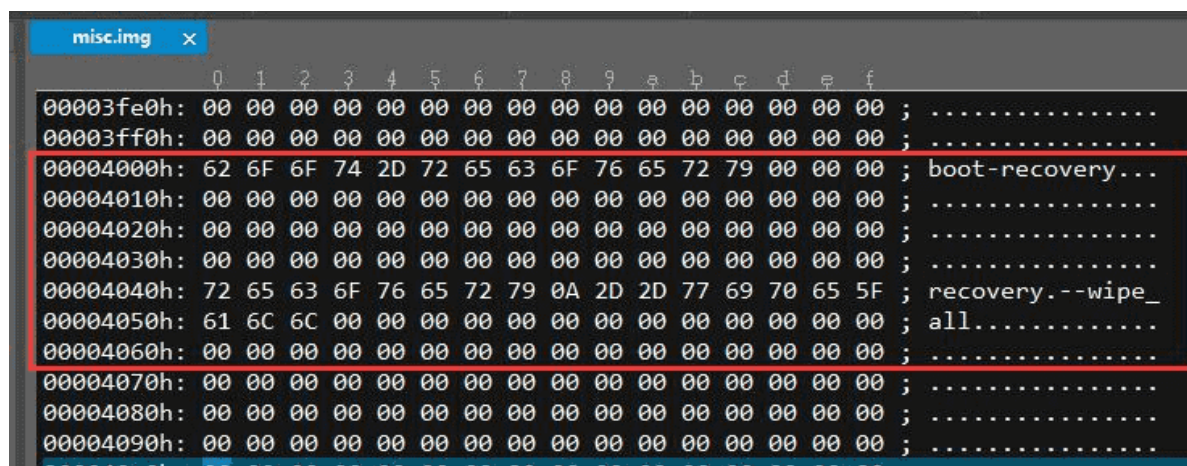 misc.img ×
0 1 2 3 4 5 6 7 8 9 a b c d e f
00003fe0h: 00 00 00 00 00 00 00 00 00 00 00 00 00 00 00 00 ; ................
00003ff0h: 00 00 00 00 00 00 00 00 00 00 00 00 00 00 00 00 ; ................
00004000h: 62 6F 6F 74 2D 72 65 63 6F 76 65 72 79 00 00 00 ; boot-recovery...
00004010h: 00 00 00 00 00 00 00 00 00 00 00 00 00 00 00 00 ; ................
00004020h: 00 00 00 00 00 00 00 00 00 00 00 00 00 00 00 00 ; ................
00004030h: 00 00 00 00 00 00 00 00 00 00 00 00 00 00 00 00 ; ................
00004040h: 72 65 63 6F 76 65 72 79 0A 2D 2D 77 69 70 65 5F ; recovery.--wipe_
00004050h: 61 6C 6C 00 00 00 00 00 00 00 00 00 00 00 00 00 ; all.............
00004060h: 00 00 00 00 00 00 00 00 00 00 00 00 00 00 00 00 ; ................
00004070h: 00 00 00 00 00 00 00 00 00 00 00 00 00 00 00 00 ; ................
00004080h: 00 00 00 00 00 00 00 00 00 00 00 00 00 00 00 00 ; ................
00004090h: 00 00 00 00 00 00 00 00 00 00 00 00 00 00 00 00 ; ................